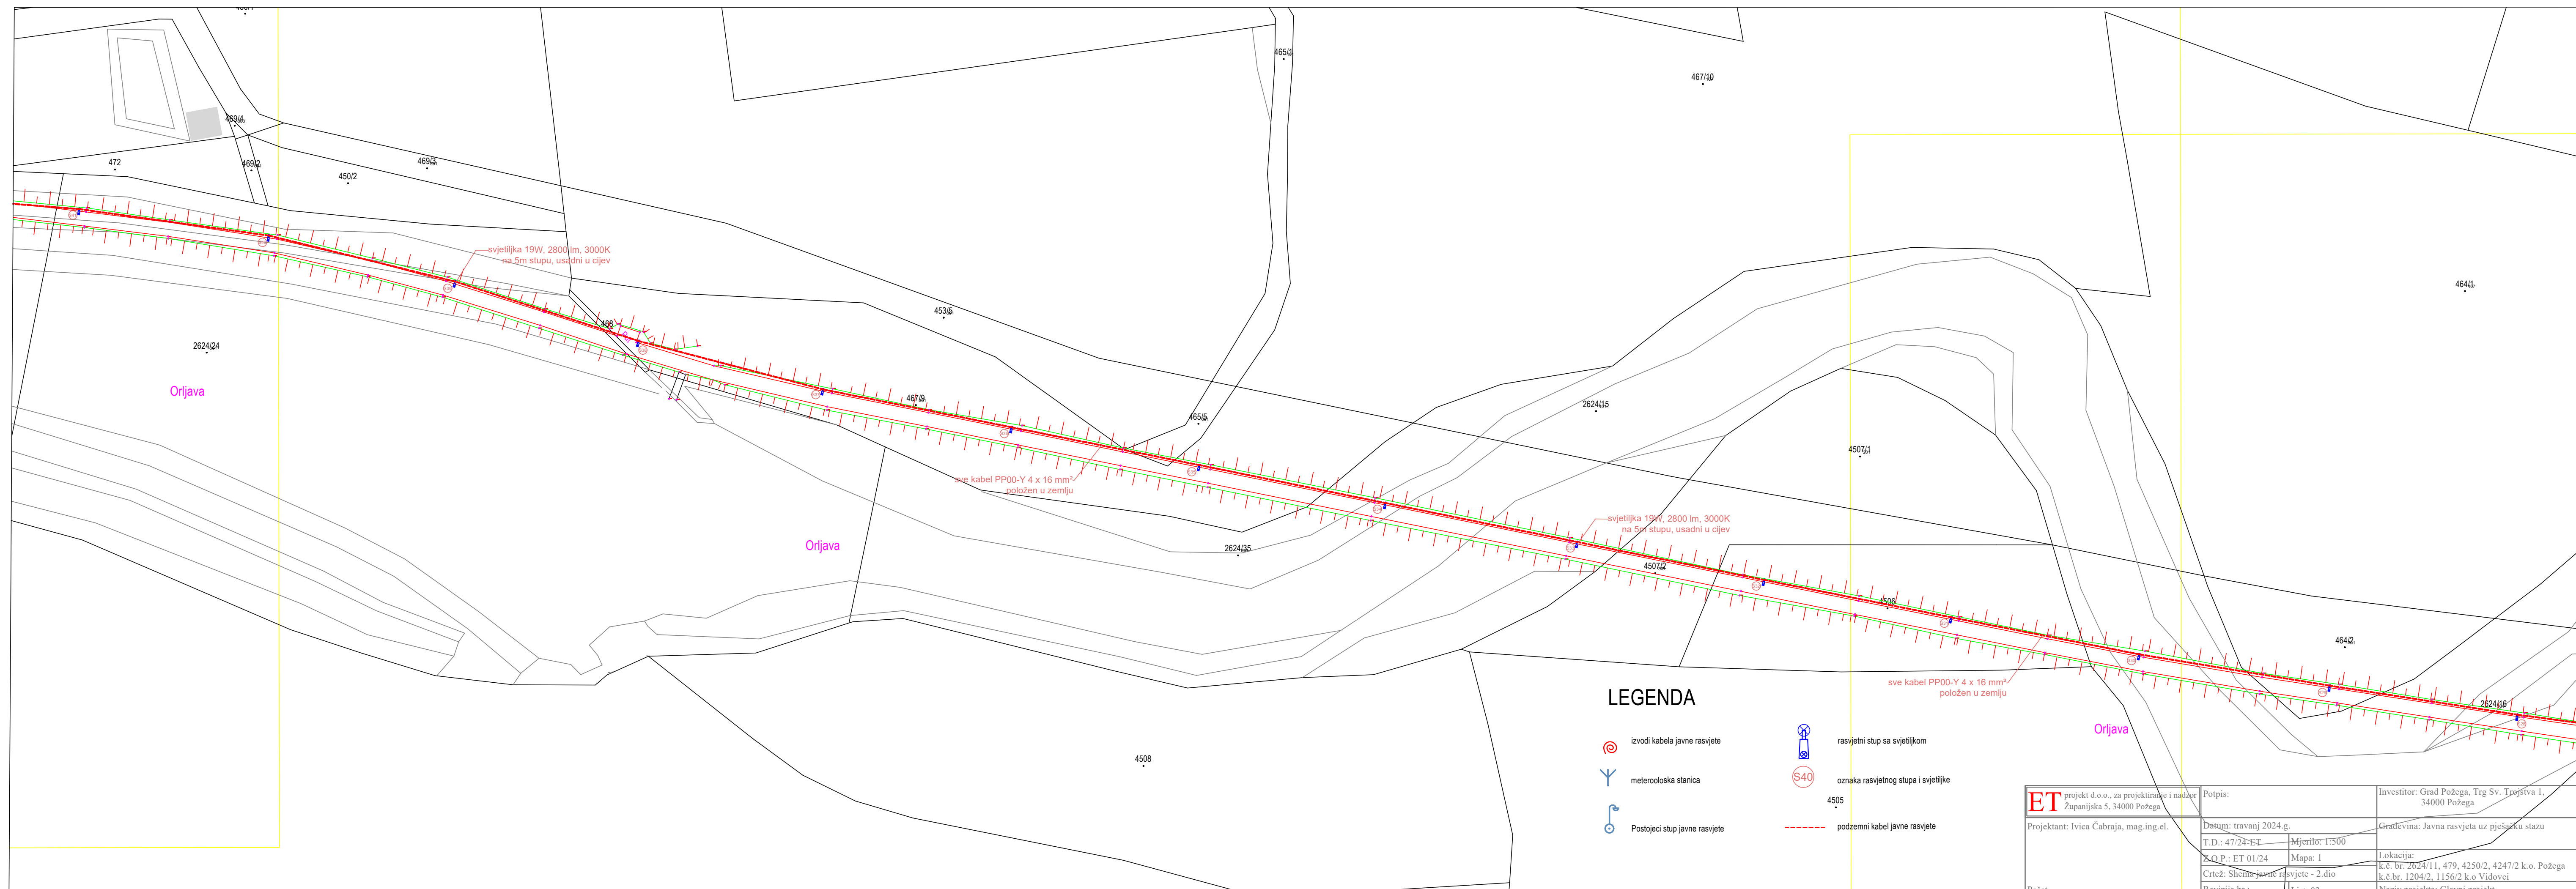 465/1
467/10
469/4
472
469/2
469/3
450/2
svjetiljka 19W, 2800 lm, 3000K
na 5m stupu, usadni u cijev
464/1
453/5
468
2624/24
Orljava
467/9
465/5
2624/15
4507/1
sve kabel PP00-Y 4 x 16 mm²
položen u zemlju
svjetiljka 19W, 2800 lm, 3000K
na 5m stupu, usadni u cijev
Orljava
2624/35
4507/2
4506
464/2
sve kabel PP00-Y 4 x 16 mm²
položen u zemlju
2624/16
Orljava
4508
4505
LEGENDA
izvodi kabela javne rasvjete
rasvjetni stup sa svjetiljkom
meterooloska stanica
S40
oznaka rasvjetnog stupa i svjetiljke
Postojeci stup javne rasvjete
podzemni kabel javne rasvjete
ET projekt d.o.o., za projektiranje i nadzor
Županijska 5, 34000 Požega
Potpis:
Investitor: Grad Požega, Trg Sv. Trojstva 1,
34000 Požega
Projektant: Ivica Čabraja, mag.ing.el.
Datum: travanj 2024.g.
Građevina: Javna rasvjeta uz pješačku stazu
T.D.: 47/24-ET
Mjerilo: 1:500
Z.O.P.: ET 01/24
Mapa: 1
Lokacija:
k.č. br. 2624/11, 479, 4250/2, 4247/2 k.o. Požega
k.č.br. 1204/2, 1156/2 k.o Vidovci
Crtež: Shema javne rasvjete - 2.dio